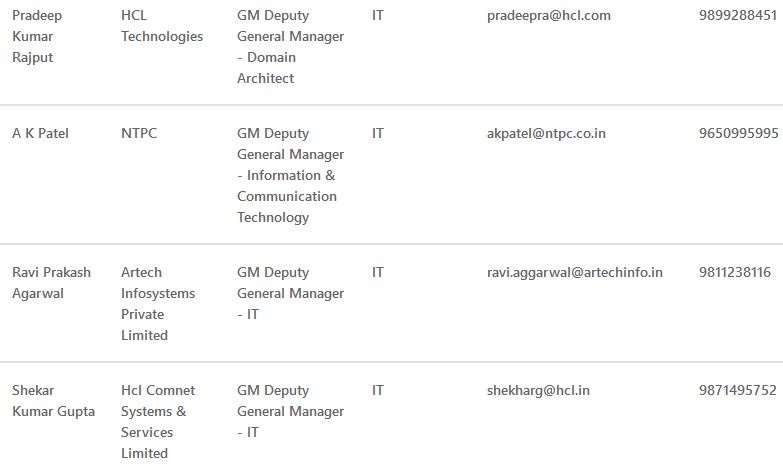 Pradeep HCL GM Deputy IT pradeepra@hcl.com 9899288451
Kumar Technologies General Manager
Rajput - Domain
Architect
A K Patel NTPC GM Deputy IT akpatel@ntpc.co.in 9650995995
General Manager
- Information &
Communication
Technology
Ravi Prakash Artech GM Deputy IT ravi.aggarwal@artechinfo.in 9811238116
Agarwal Infosystems General Manager
Private - IT
Limited
Shekar Hcl Comnet GM Deputy IT shekharg@hcl.in 9871495752
Kumar Gupta Systems & General Manager
Services - IT
Limited